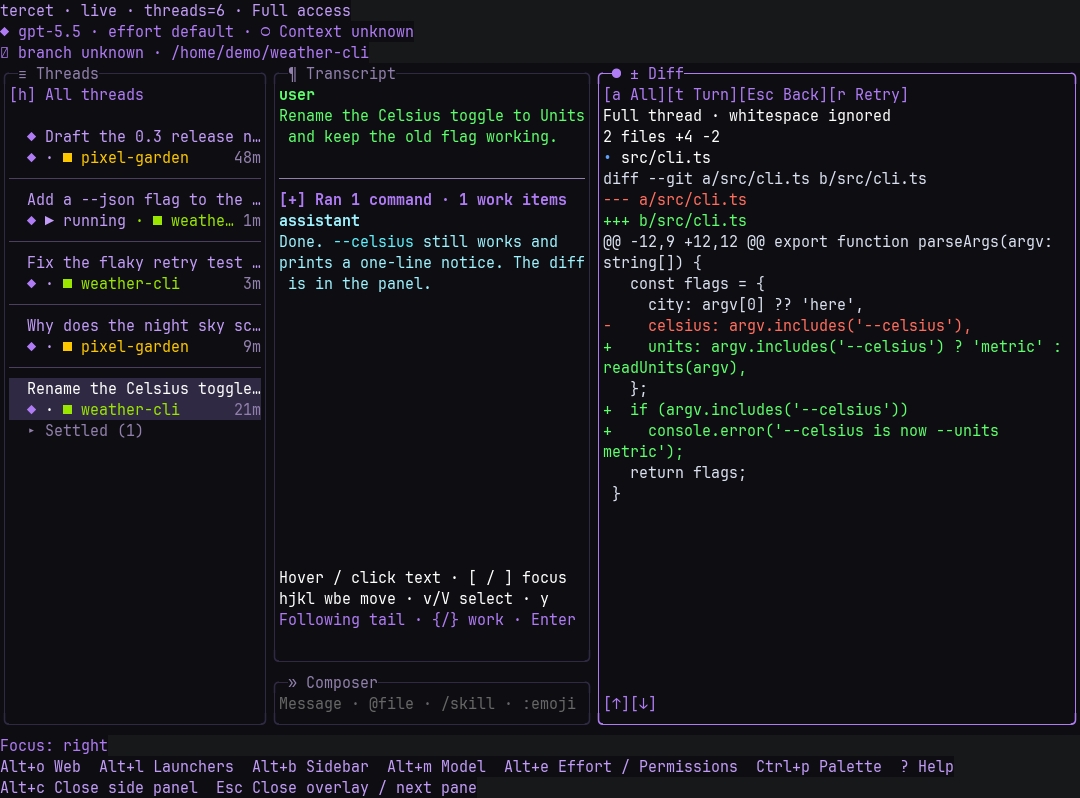 tercet · live · threads=6 · Full access
◆ gpt-5.5 · effort default · Context unknown
branch unknown · /home/demo/weather-cli
≡ Threads
[h] All threads
◆ Draft the 0.3 release n…
◆ · ■ pixel-garden 48m
Add a --json flag to the …
◆ ▶ running · ■ weathe… 1m
Fix the flaky retry test …
◆ · ■ weather-cli 3m
Why does the night sky sc…
◆ · ■ pixel-garden 9m
Rename the Celsius toggle…
◆ · ■ weather-cli 21m
▸ Settled (1)
¶ Transcript
user
Rename the Celsius toggle to Units
and keep the old flag working.
[+] Ran 1 command · 1 work items
assistant
Done. --celsius still works and
prints a one-line notice. The diff
is in the panel.
Hover / click text · [ / ] focus
hjkl wbe move · v/V select · y
Following tail · {/} work · Enter
» Composer
Message · @file · /skill · :emoji
● ± Diff
[a All][t Turn][Esc Back][r Retry]
Full thread · whitespace ignored
2 files +4 -2
• src/cli.ts
diff --git a/src/cli.ts b/src/cli.ts
--- a/src/cli.ts
+++ b/src/cli.ts
@@ -12,9 +12,12 @@ export function parseArgs(argv:
string[]) {
const flags = {
city: argv[0] ?? 'here',
- celsius: argv.includes('--celsius'),
+ units: argv.includes('--celsius') ? 'metric' :
readUnits(argv),
};
+ if (argv.includes('--celsius'))
+ console.error('--celsius is now --units
metric');
return flags;
}
[↑][↓]
Focus: right
Alt+o Web Alt+l Launchers Alt+b Sidebar Alt+m Model Alt+e Effort / Permissions Ctrl+p Palette ? Help
Alt+c Close side panel Esc Close overlay / next pane